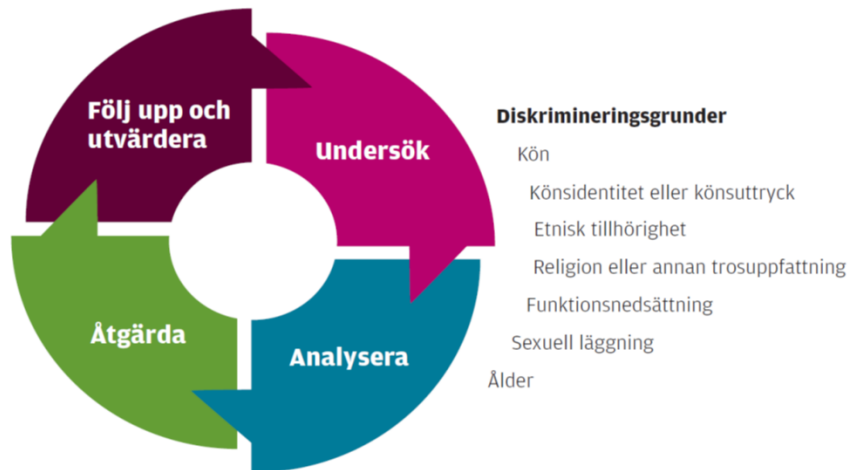 Följ upp och
utvärdera
Undersök
Åtgärda
Analysera
Diskrimineringsgrunder
Kön
Könsidentitet eller könsuttryck
Etnisk tillhörighet
Religion eller annan trosuppfattning
Funktionsnedsättning
Sexuell läggning
Ålder